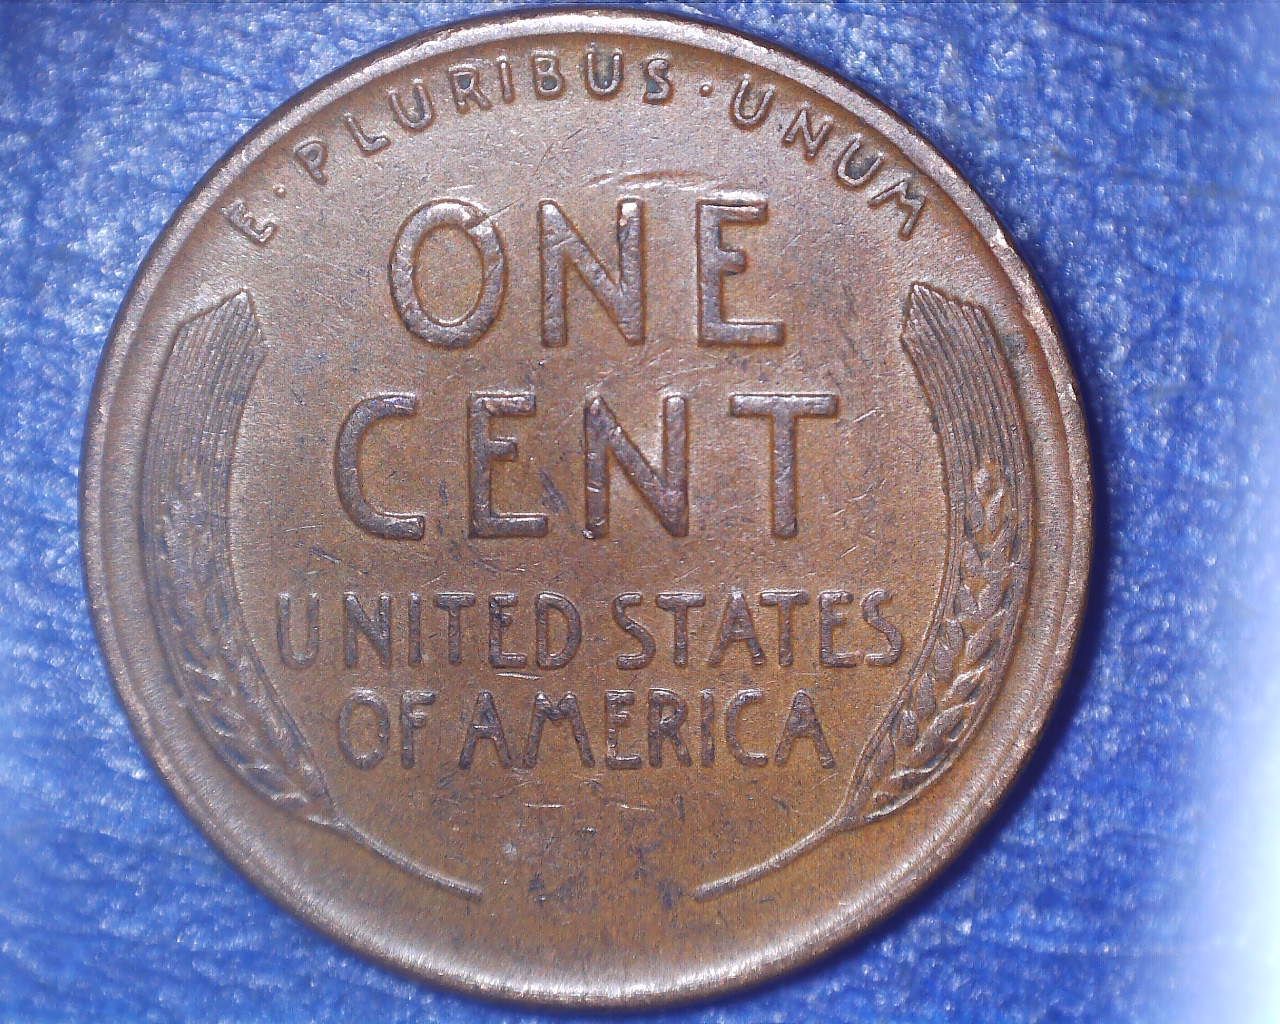 E·PLURIBUS·UNUM
ONE
CENT
UNITED STATES
OF AMERICA